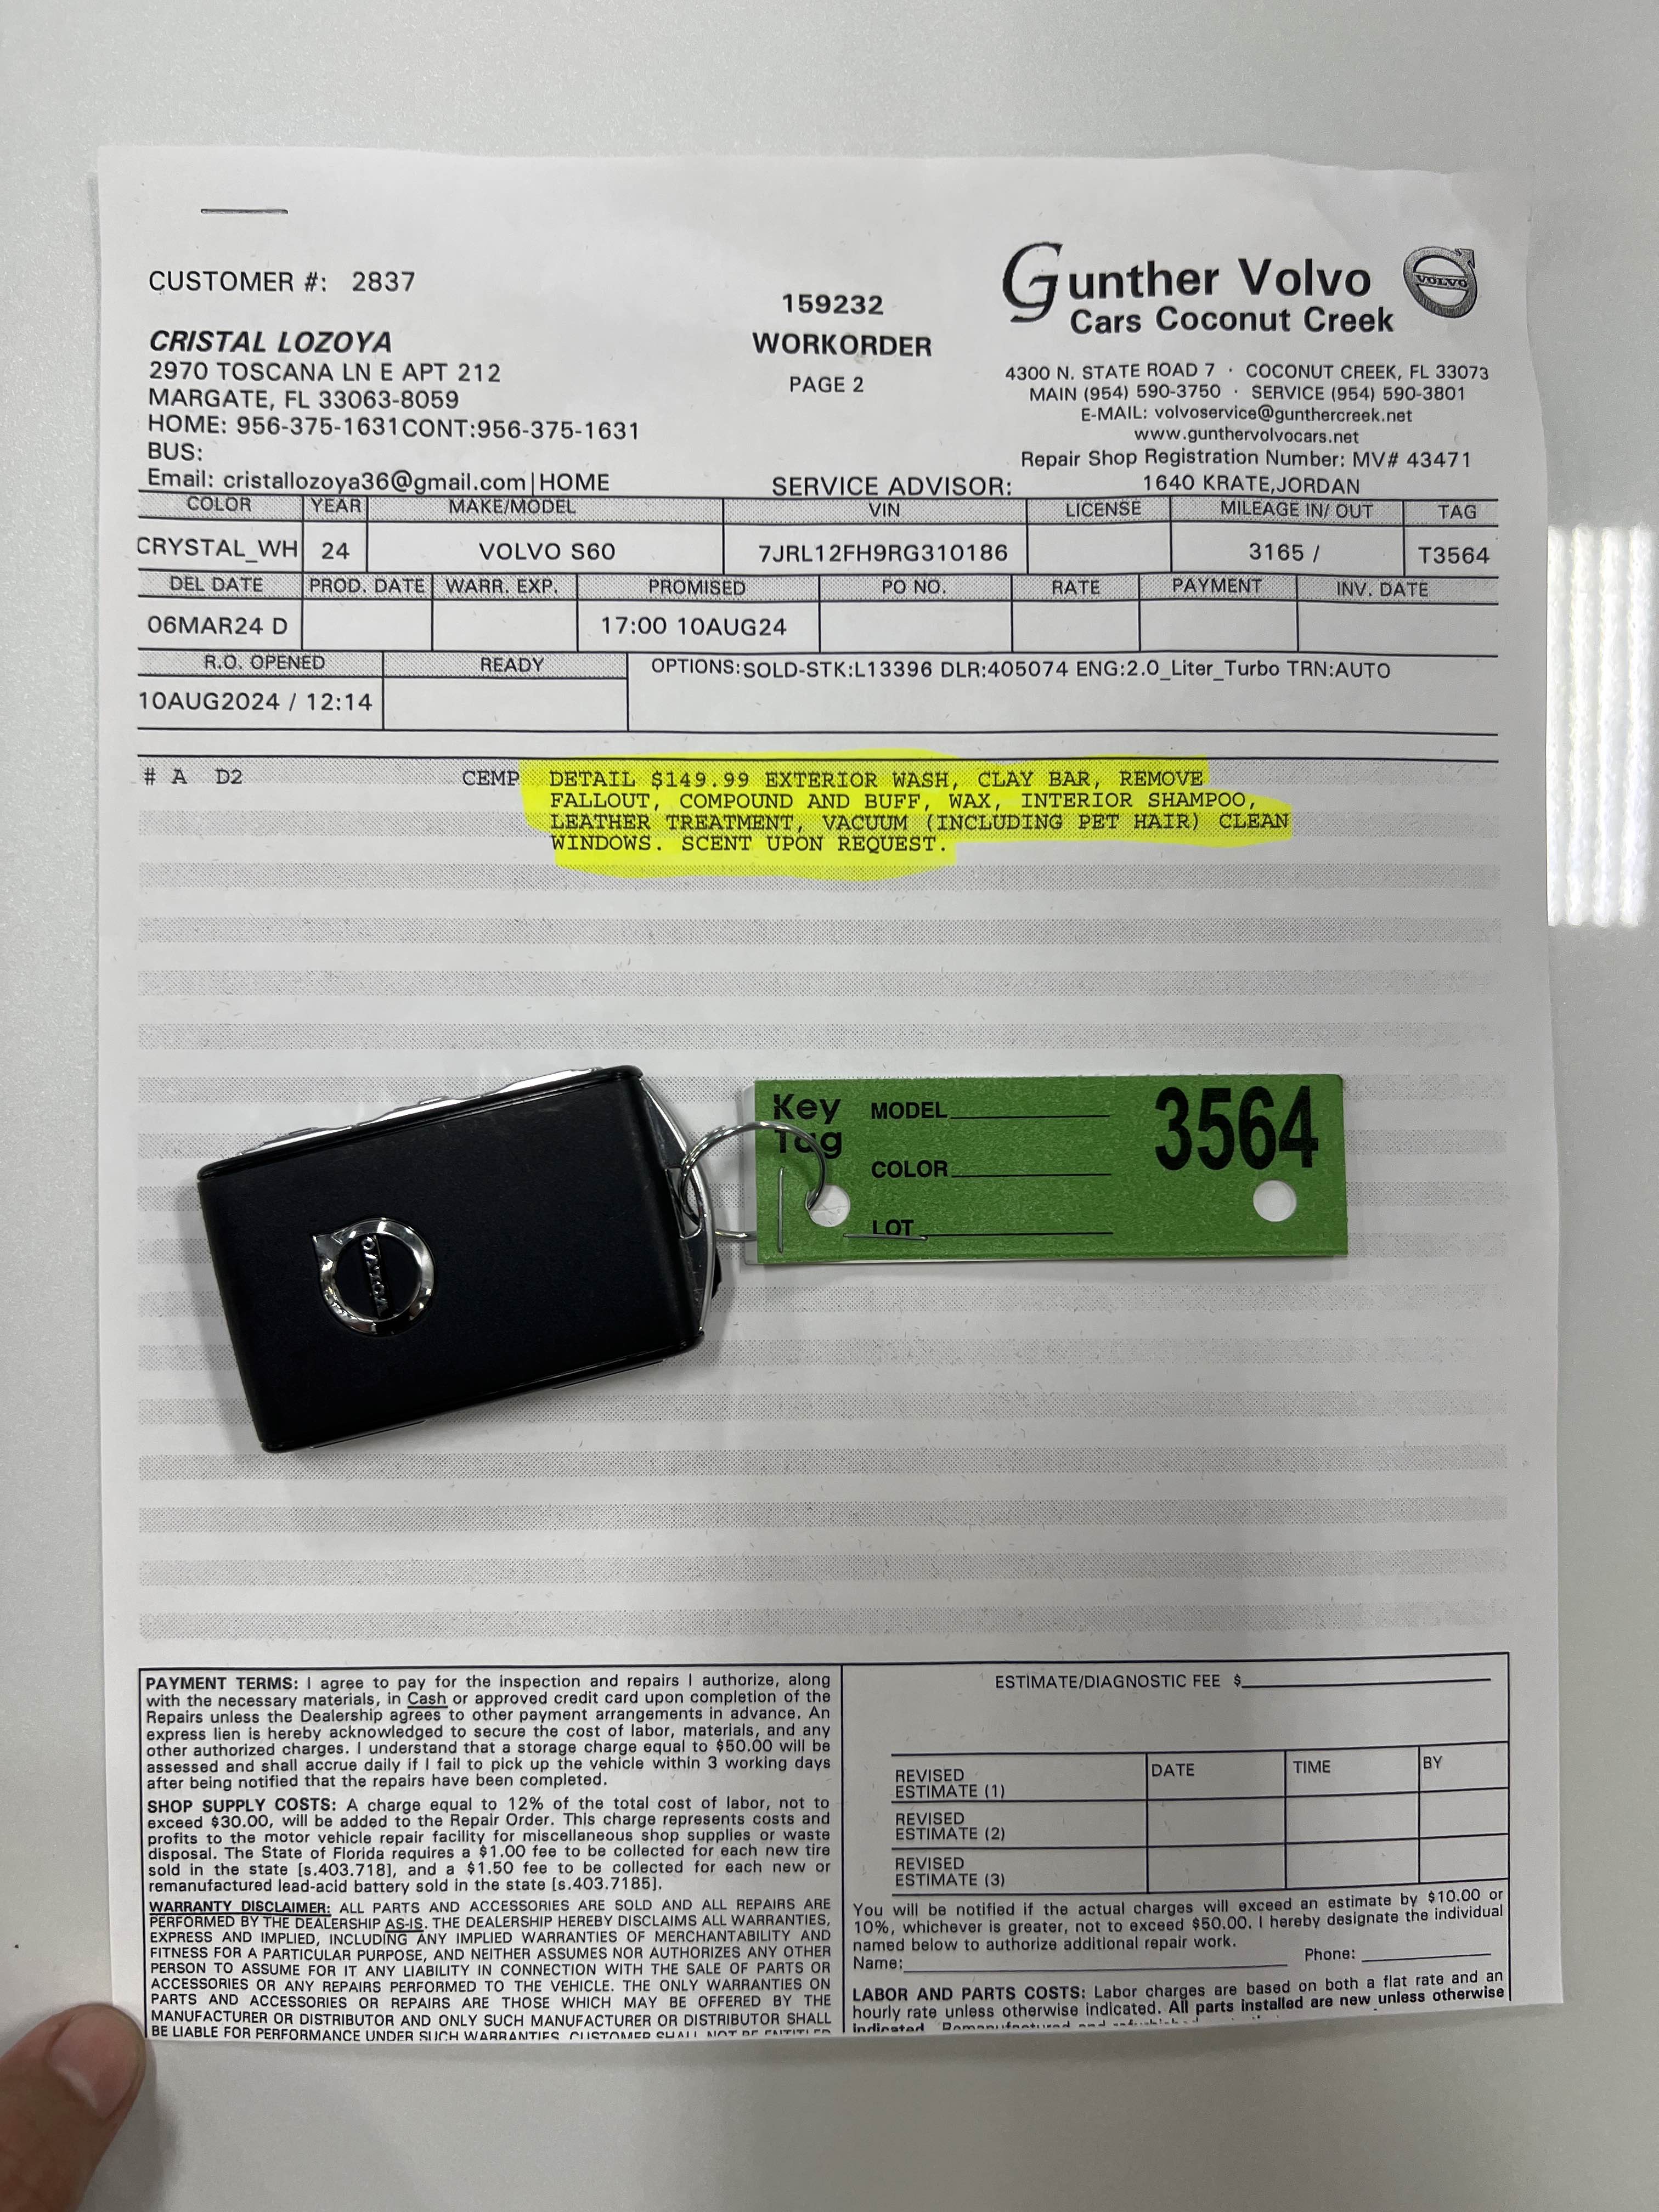 CUSTOMER #: 2837
159232
WORKORDER
PAGE 2
Gunther Volvo
Cars Coconut Creek
VOLVO
CRISTAL LOZOYA
2970 TOSCANA LN E APT 212
MARGATE, FL 33063-8059
HOME: 956-375-1631 CONT:956-375-1631
BUS:
Email: cristallozoya36@gmail.com|HOME
4300 N. STATE ROAD 7 · COCONUT CREEK, FL 33073
MAIN (954) 590-3750 · SERVICE (954) 590-3801
E-MAIL: volvoservice@gunthercreek.net
www.gunthervolvocars.net
Repair Shop Registration Number: MV# 43471
SERVICE ADVISOR: 1640 KRATE,JORDAN
COLOR YEAR MAKE/MODEL VIN LICENSE MILEAGE IN/ OUT TAG
CRYSTAL_WH 24 VOLVO S60 7JRL12FH9RG310186 3165 / T3564
DEL DATE PROD. DATE WARR. EXP. PROMISED PO NO. RATE PAYMENT INV. DATE
06MAR24 D 17:00 10AUG24
R.O. OPENED READY OPTIONS:SOLD-STK:L13396 DLR:405074 ENG:2.0_Liter_Turbo TRN:AUTO
10AUG2024 / 12:14
# A D2 CEMP DETAIL $149.99 EXTERIOR WASH, CLAY BAR, REMOVE
FALLOUT, COMPOUND AND BUFF, WAX, INTERIOR SHAMPOO,
LEATHER TREATMENT, VACUUM (INCLUDING PET HAIR) CLEAN
WINDOWS. SCENT UPON REQUEST.
VOLVO
Key
Tag
MODEL
COLOR
LOT
3564
PAYMENT TERMS: I agree to pay for the inspection and repairs I authorize, along
with the necessary materials, in Cash or approved credit card upon completion of the
Repairs unless the Dealership agrees to other payment arrangements in advance. An
express lien is hereby acknowledged to secure the cost of labor, materials, and any
other authorized charges. I understand that a storage charge equal to $50.00 will be
assessed and shall accrue daily if I fail to pick up the vehicle within 3 working days
after being notified that the repairs have been completed.
SHOP SUPPLY COSTS: A charge equal to 12% of the total cost of labor, not to
exceed $30.00, will be added to the Repair Order. This charge represents costs and
profits to the motor vehicle repair facility for miscellaneous shop supplies or waste
disposal. The State of Florida requires a $1.00 fee to be collected for each new tire
sold in the state [s.403.718], and a $1.50 fee to be collected for each new or
remanufactured lead-acid battery sold in the state [s.403.7185].
WARRANTY DISCLAIMER: ALL PARTS AND ACCESSORIES ARE SOLD AND ALL REPAIRS ARE
PERFORMED BY THE DEALERSHIP AS-IS. THE DEALERSHIP HEREBY DISCLAIMS ALL WARRANTIES,
EXPRESS AND IMPLIED, INCLUDING ANY IMPLIED WARRANTIES OF MERCHANTABILITY AND
FITNESS FOR A PARTICULAR PURPOSE, AND NEITHER ASSUMES NOR AUTHORIZES ANY OTHER
PERSON TO ASSUME FOR IT ANY LIABILITY IN CONNECTION WITH THE SALE OF PARTS OR
ACCESSORIES OR ANY REPAIRS PERFORMED TO THE VEHICLE. THE ONLY WARRANTIES ON
PARTS AND ACCESSORIES OR REPAIRS ARE THOSE WHICH MAY BE OFFERED BY THE
MANUFACTURER OR DISTRIBUTOR AND ONLY SUCH MANUFACTURER OR DISTRIBUTOR SHALL
BE LIABLE FOR PERFORMANCE UNDER SUCH WARRANTIES. CUSTOMER SHALL NOT BE ENTITLED
ESTIMATE/DIAGNOSTIC FEE $
DATE TIME BY
REVISED
ESTIMATE (1)
REVISED
ESTIMATE (2)
REVISED
ESTIMATE (3)
You will be notified if the actual charges will exceed an estimate by $10.00 or
10%, whichever is greater, not to exceed $50.00. I hereby designate the individual
named below to authorize additional repair work.
Name: Phone:
LABOR AND PARTS COSTS: Labor charges are based on both a flat rate and an
hourly rate unless otherwise indicated. All parts installed are new unless otherwise
indicated.